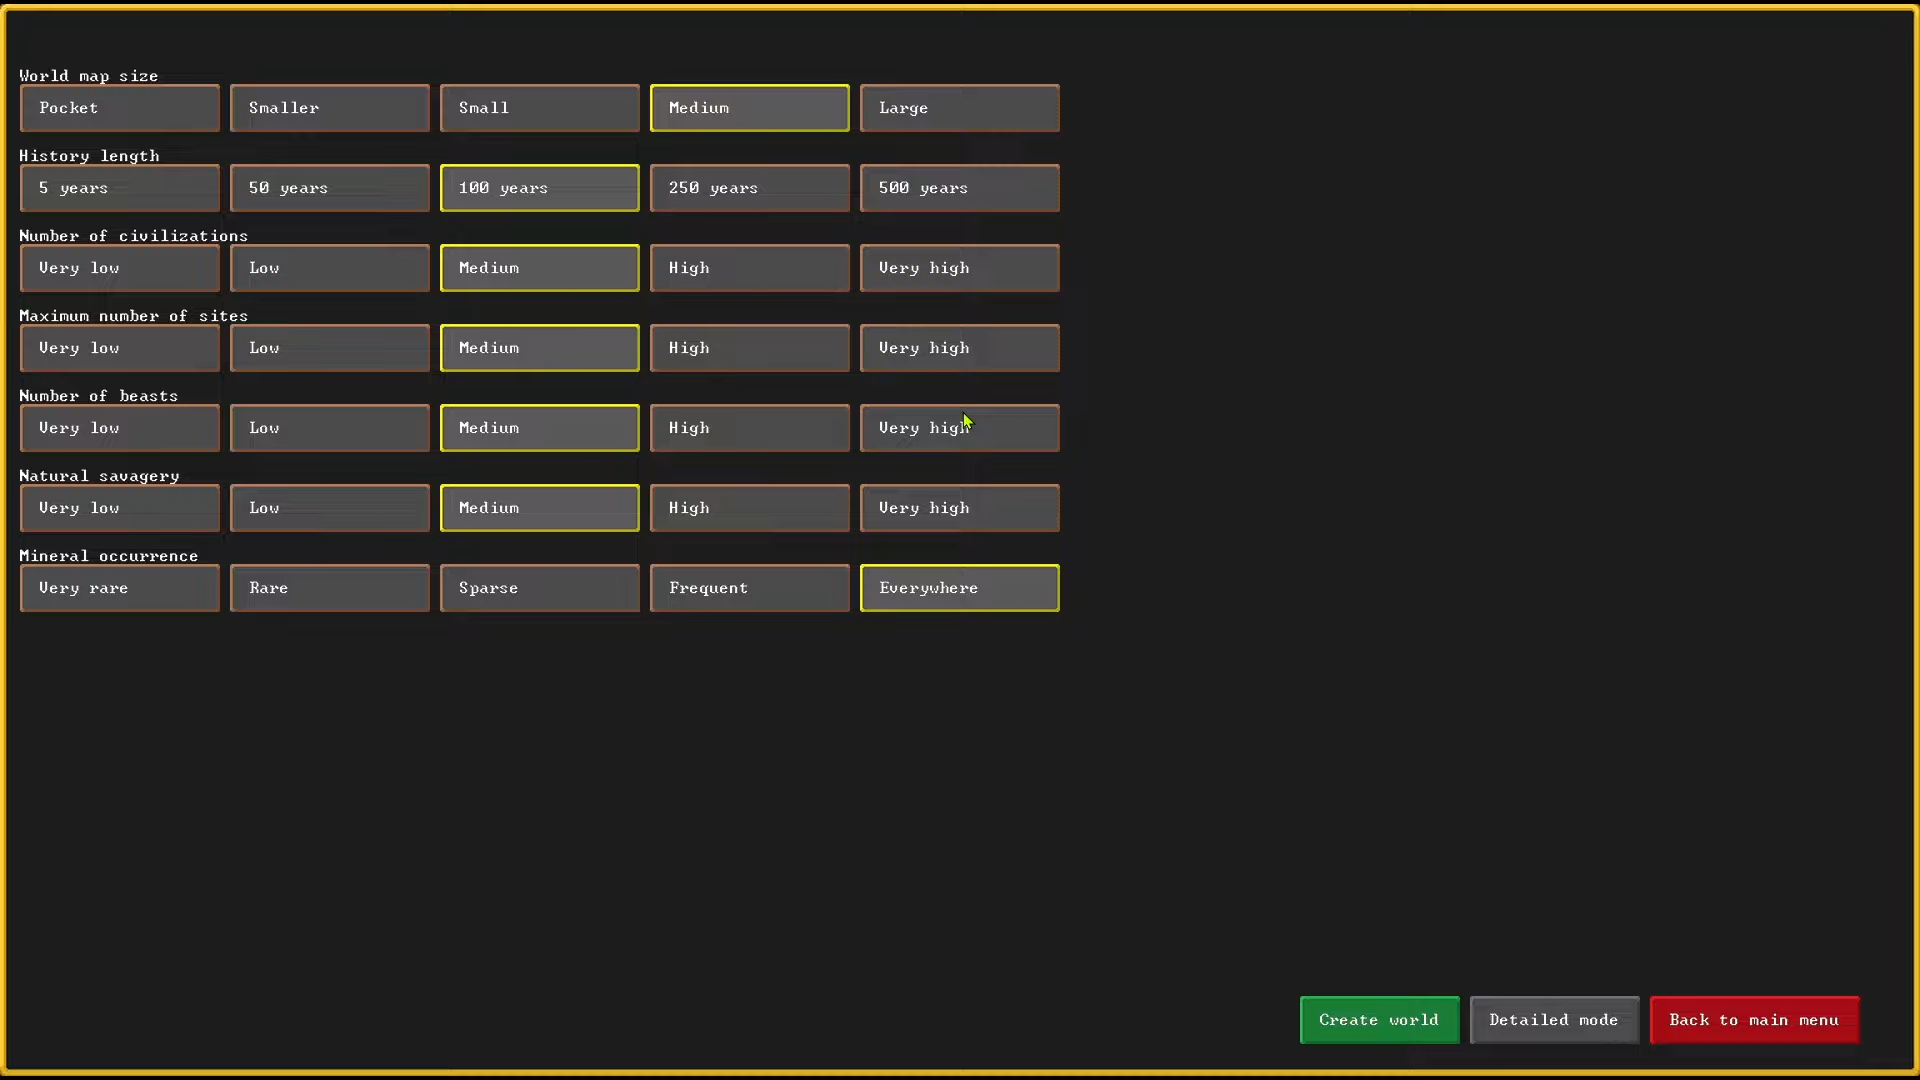 World map size
Pocket Smaller Small Medium Large
History length
5 years 50 years 100 years 250 years 500 years
Number of civilizations
Very low Low Medium High Very high
Maximum number of sites
Very low Low Medium High Very high
Number of beasts
Very low Low Medium High Very high
Natural savagery
Very low Low Medium High Very high
Mineral occurrence
Very rare Rare Sparse Frequent Everywhere
Create world Detailed mode Back to main menu